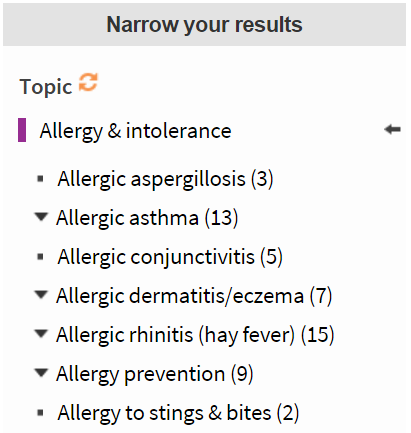 Narrow your results
Topic
Allergy & intolerance
Allergic aspergillosis (3)
Allergic asthma (13)
Allergic conjunctivitis (5)
Allergic dermatitis/eczema (7)
Allergic rhinitis (hay fever) (15)
Allergy prevention (9)
Allergy to stings & bites (2)